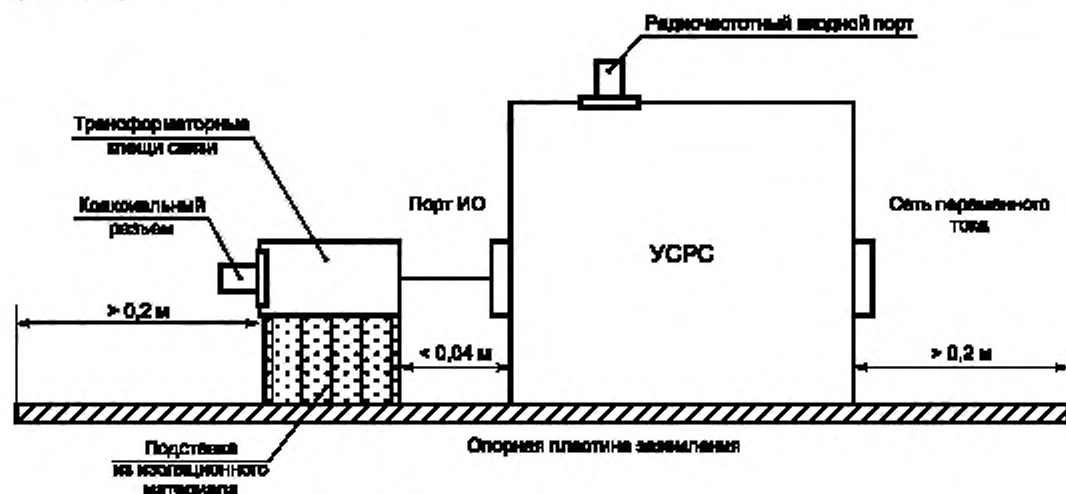 Радиочастотный входной порт
Трансформаторные
клещи связи
Коаксиальный
разъем
Порт ИО
Сеть переменного
тока
УСРС
> 0,2 м
< 0,04 м
> 0,2 м
Опорная пластина заземления
Подставка
из изоляционного
материала